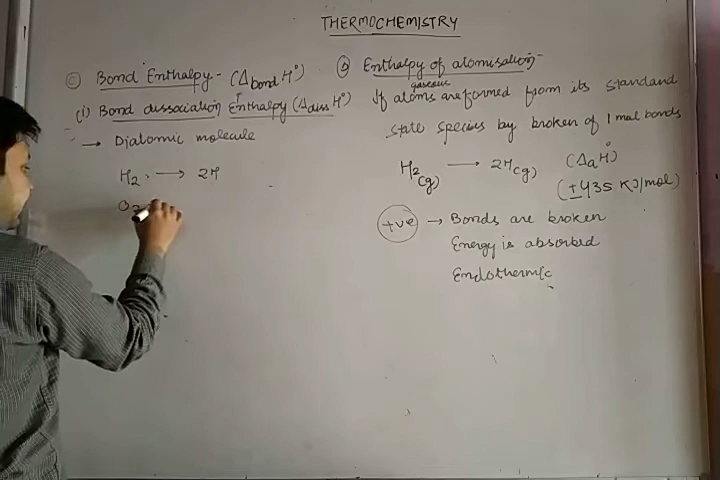 THERMOCHEMISTRY
(c) Bond Enthalpy - (Δbond H°)
(i) Bond dissociation Enthalpy (Δdiss H°)
→ Diatomic molecule
H2 → 2H
O2
(b) Enthalpy of atomisation -
gaseous
If atoms are formed from its standard
state species by broken of 1 mol bonds
H2(g) → 2H(g) (ΔaH°)
(±435 KJ/mol)
+ve → Bonds are broken
Energy is absorbed
Endothermic